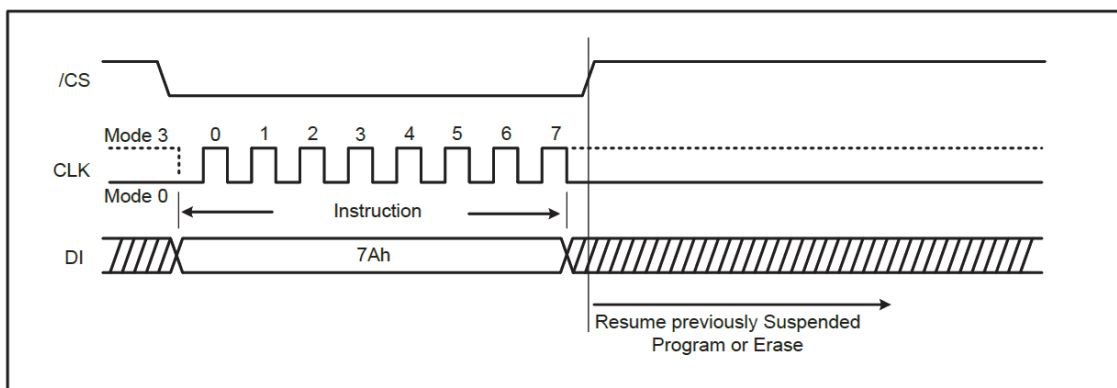 /CS
Mode 3
0 1 2 3 4 5 6 7
CLK
Mode 0
Instruction
DI
7Ah
Resume previously Suspended
Program or Erase